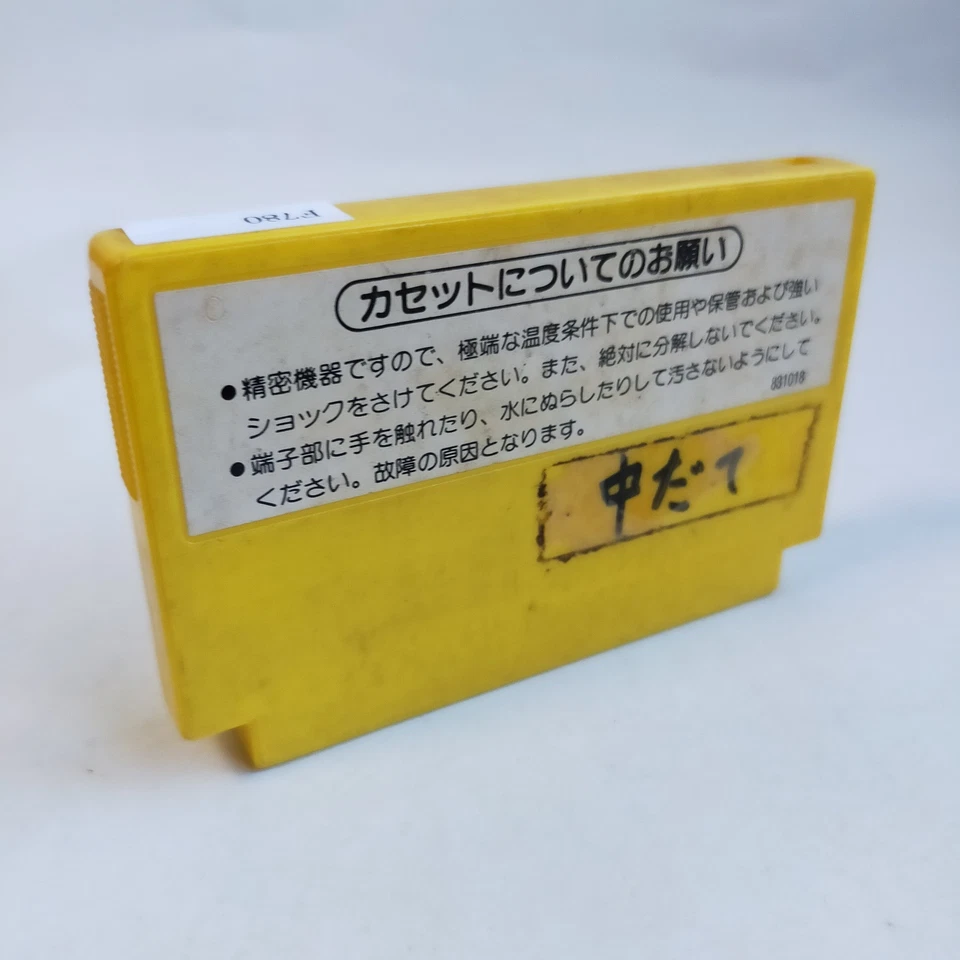 F780
カセットについてのお願い
●精密機器ですので、極端な温度条件下での使用や保管および強い
ショックをさけてください。また、絶対に分解しないでください。
●端子部に手を触れたり、水にぬらしたりして汚さないようにして
ください。故障の原因となります。
831018
中だて